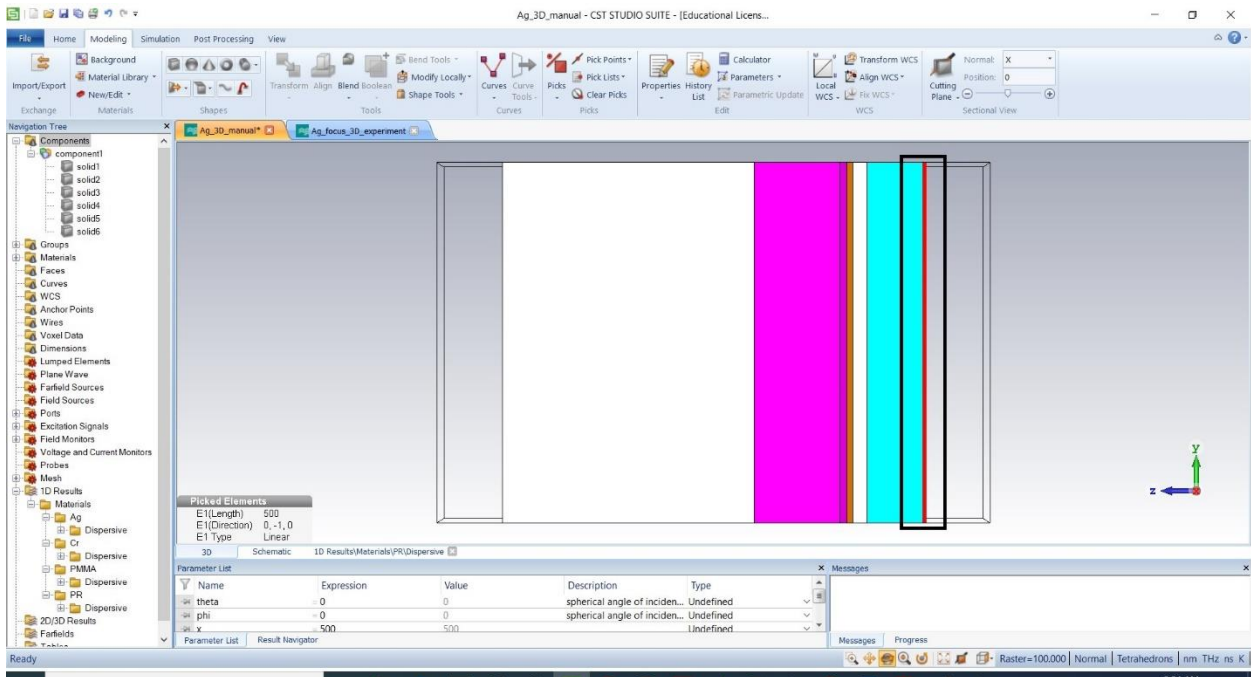 Ag_3D_manual - CST STUDIO SUITE - [Educational Licens...
File Home Modeling Simulation Post Processing View
Import/Export
Exchange
Background
Material Library
New/Edit
Materials
Shapes
Transform Align Blend Boolean
Bend Tools
Modify Locally
Shape Tools
Tools
Curves Curve Tools
Curves
Picks
Pick Points
Pick Lists
Clear Picks
Picks
Properties History List
Calculator
Parameters
Parametric Update
Edit
Local WCS
Transform WCS
Align WCS
Fix WCS
WCS
Cutting Plane
Normal: X
Position: 0
Sectional View
Navigation Tree
Ag_3D_manual* Ag_focus_3D_experiment
Components
component1
solid1
solid2
solid3
solid4
solid5
solid6
Groups
Materials
Faces
Curves
WCS
Anchor Points
Wires
Voxel Data
Dimensions
Lumped Elements
Plane Wave
Farfield Sources
Field Sources
Ports
Excitation Signals
Field Monitors
Voltage and Current Monitors
Probes
Mesh
1D Results
Materials
Ag
Dispersive
Cr
Dispersive
PMMA
Dispersive
PR
Dispersive
2D/3D Results
Farfields
Tables
y
z
Picked Elements
E1(Length) 500
E1(Direction) 0, -1, 0
E1 Type Linear
3D Schematic 1D Results\Materials\PR\Dispersive
Parameter List
Name Expression Value Description Type
theta = 0 0 spherical angle of inciden... Undefined
phi = 0 0 spherical angle of inciden... Undefined
x = 500 500 Undefined
Parameter List Result Navigator
Messages
Messages Progress
Ready
Raster=100.000 Normal Tetrahedrons nm THz ns K